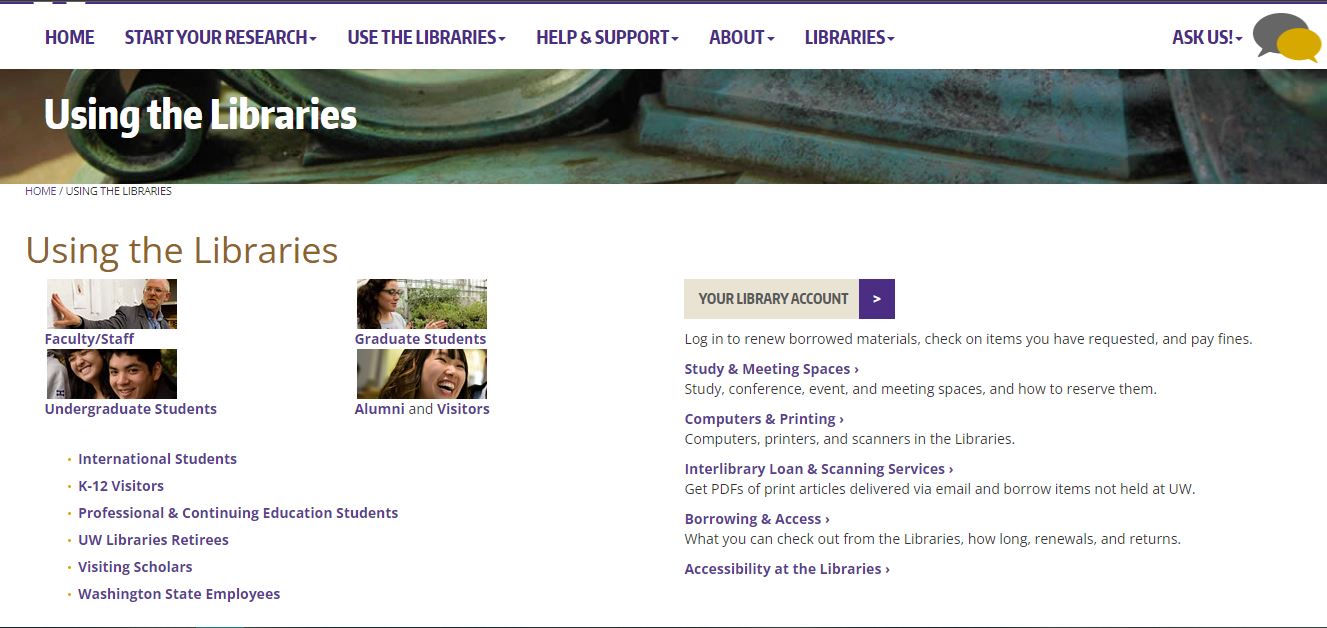 HOME START YOUR RESEARCH USE THE LIBRARIES HELP & SUPPORT ABOUT LIBRARIES ASK US!
Using the Libraries
HOME / USING THE LIBRARIES
Using the Libraries
Faculty/Staff
Graduate Students
Undergraduate Students
Alumni and Visitors
International Students
K-12 Visitors
Professional & Continuing Education Students
UW Libraries Retirees
Visiting Scholars
Washington State Employees
YOUR LIBRARY ACCOUNT >
Log in to renew borrowed materials, check on items you have requested, and pay fines.
Study & Meeting Spaces ›
Study, conference, event, and meeting spaces, and how to reserve them.
Computers & Printing ›
Computers, printers, and scanners in the Libraries.
Interlibrary Loan & Scanning Services ›
Get PDFs of print articles delivered via email and borrow items not held at UW.
Borrowing & Access ›
What you can check out from the Libraries, how long, renewals, and returns.
Accessibility at the Libraries ›